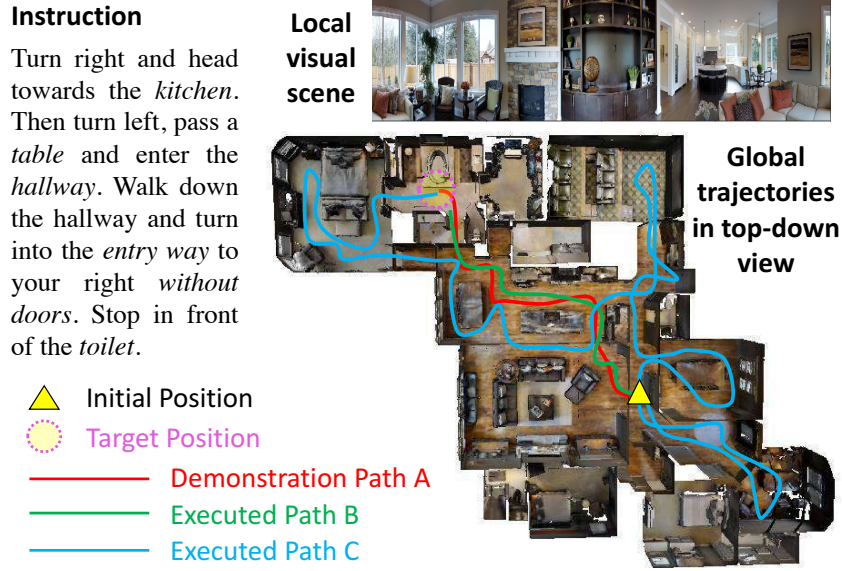 Instruction
Turn right and head
towards the kitchen.
Then turn left, pass a
table and enter the
hallway. Walk down
the hallway and turn
into the entry way to
your right without
doors. Stop in front
of the toilet.
Local
visual
scene
Global
trajectories
in top-down
view
Initial Position
Target Position
Demonstration Path A
Executed Path B
Executed Path C